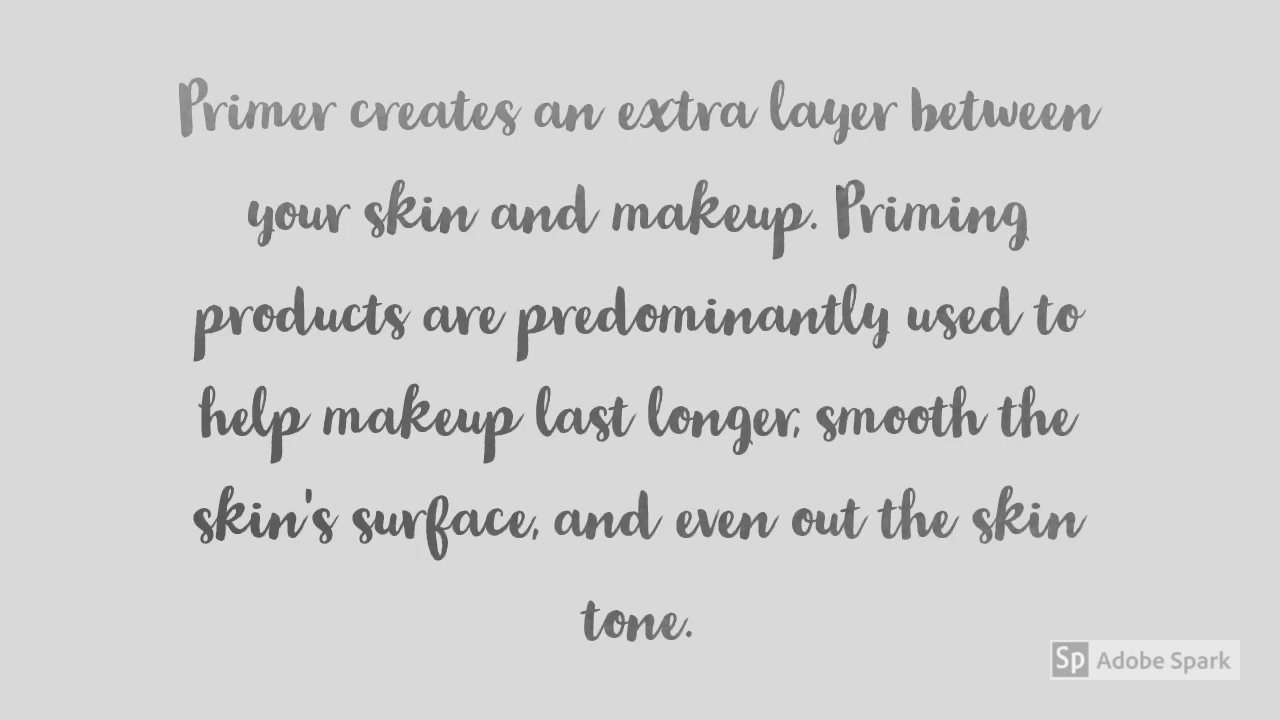 Primer creates an extra layer between
your skin and makeup. Priming
products are predominantly used to
help makeup last longer, smooth the
skin's surface, and even out the skin
tone.
Sp Adobe Spark